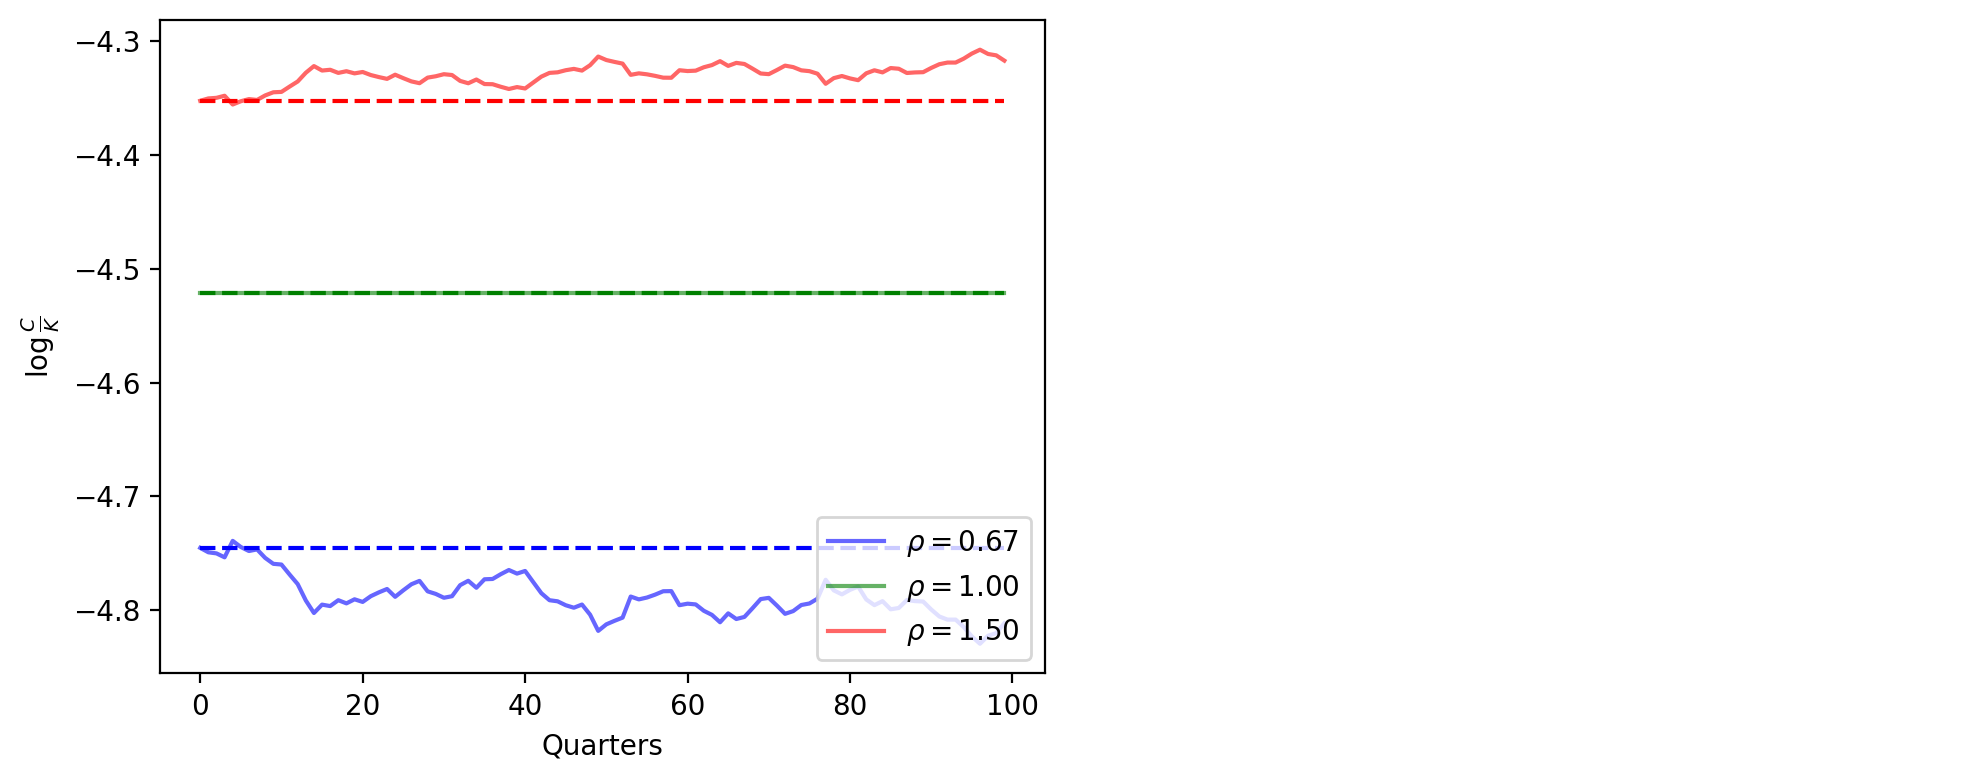 −4.3
−4.4
−4.5
−4.6
−4.7
−4.8
log C/K
0 20 40 60 80 100
Quarters
ρ = 0.67
ρ = 1.00
ρ = 1.50